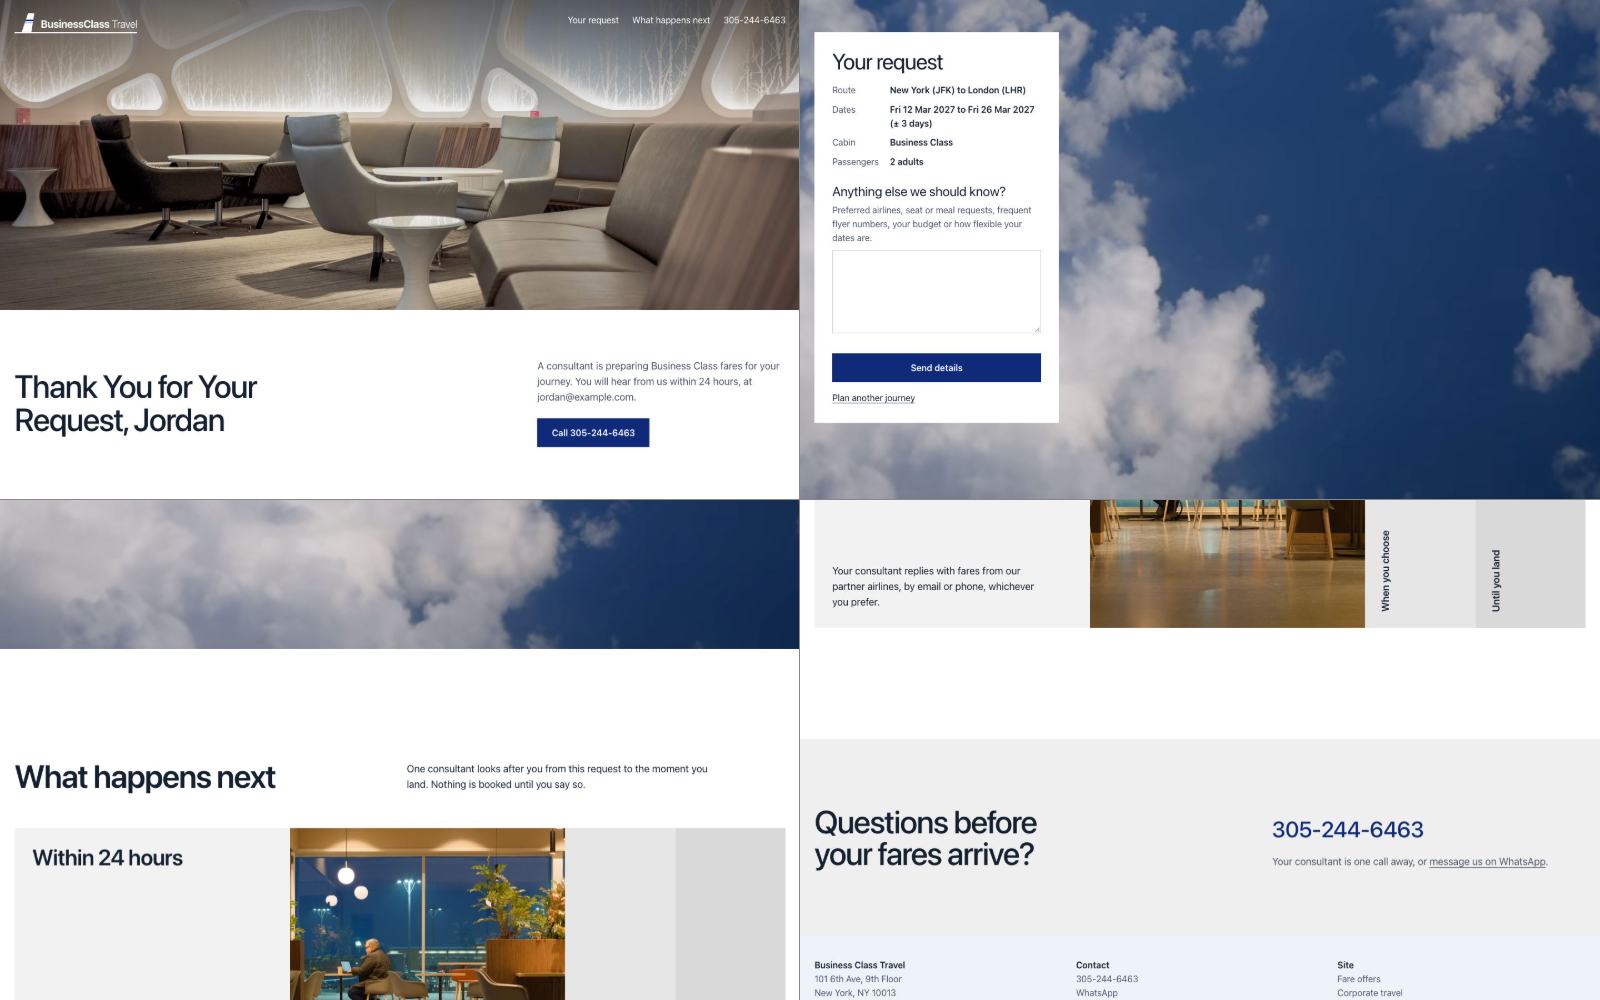 BusinessClass Travel
Your request
What happens next
305-244-6463
Thank You for Your
Request, Jordan
A consultant is preparing Business Class fares for your
journey. You will hear from us within 24 hours, at
jordan@example.com.
Call 305-244-6463
Your request
Route New York (JFK) to London (LHR)
Dates Fri 12 Mar 2027 to Fri 26 Mar 2027
(± 3 days)
Cabin Business Class
Passengers 2 adults
Anything else we should know?
Preferred airlines, seat or meal requests, frequent
flyer numbers, your budget or how flexible your
dates are.
Send details
Plan another journey
What happens next
One consultant looks after you from this request to the moment you
land. Nothing is booked until you say so.
Within 24 hours
Your consultant replies with fares from our
partner airlines, by email or phone, whichever
you prefer.
When you choose
Until you land
Questions before
your fares arrive?
305-244-6463
Your consultant is one call away, or message us on WhatsApp.
Business Class Travel
101 6th Ave, 9th Floor
New York, NY 10013
Contact
305-244-6463
WhatsApp
Site
Fare offers
Corporate travel